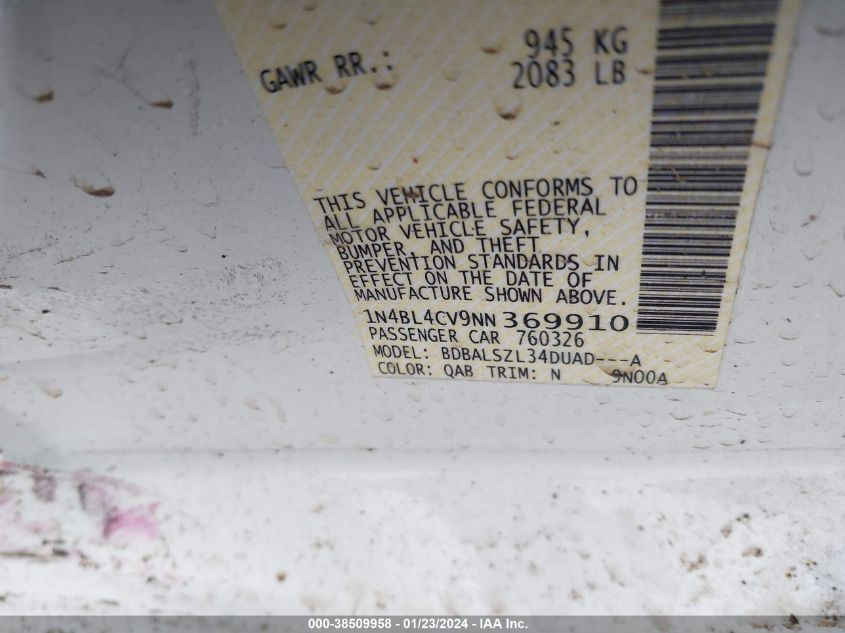 945 KG
GAWR RR.: 2083 LB
THIS VEHICLE CONFORMS TO
ALL APPLICABLE FEDERAL
MOTOR VEHICLE SAFETY,
BUMPER, AND THEFT
PREVENTION STANDARDS IN
EFFECT ON THE DATE OF
MANUFACTURE SHOWN ABOVE.
1N4BL4CV9NN369910
PASSENGER CAR 760326
MODEL: BDBALSZL34DUAD---A
COLOR: QAB TRIM: N 9N00A
000-38509958 - 01/23/2024 - IAA Inc.